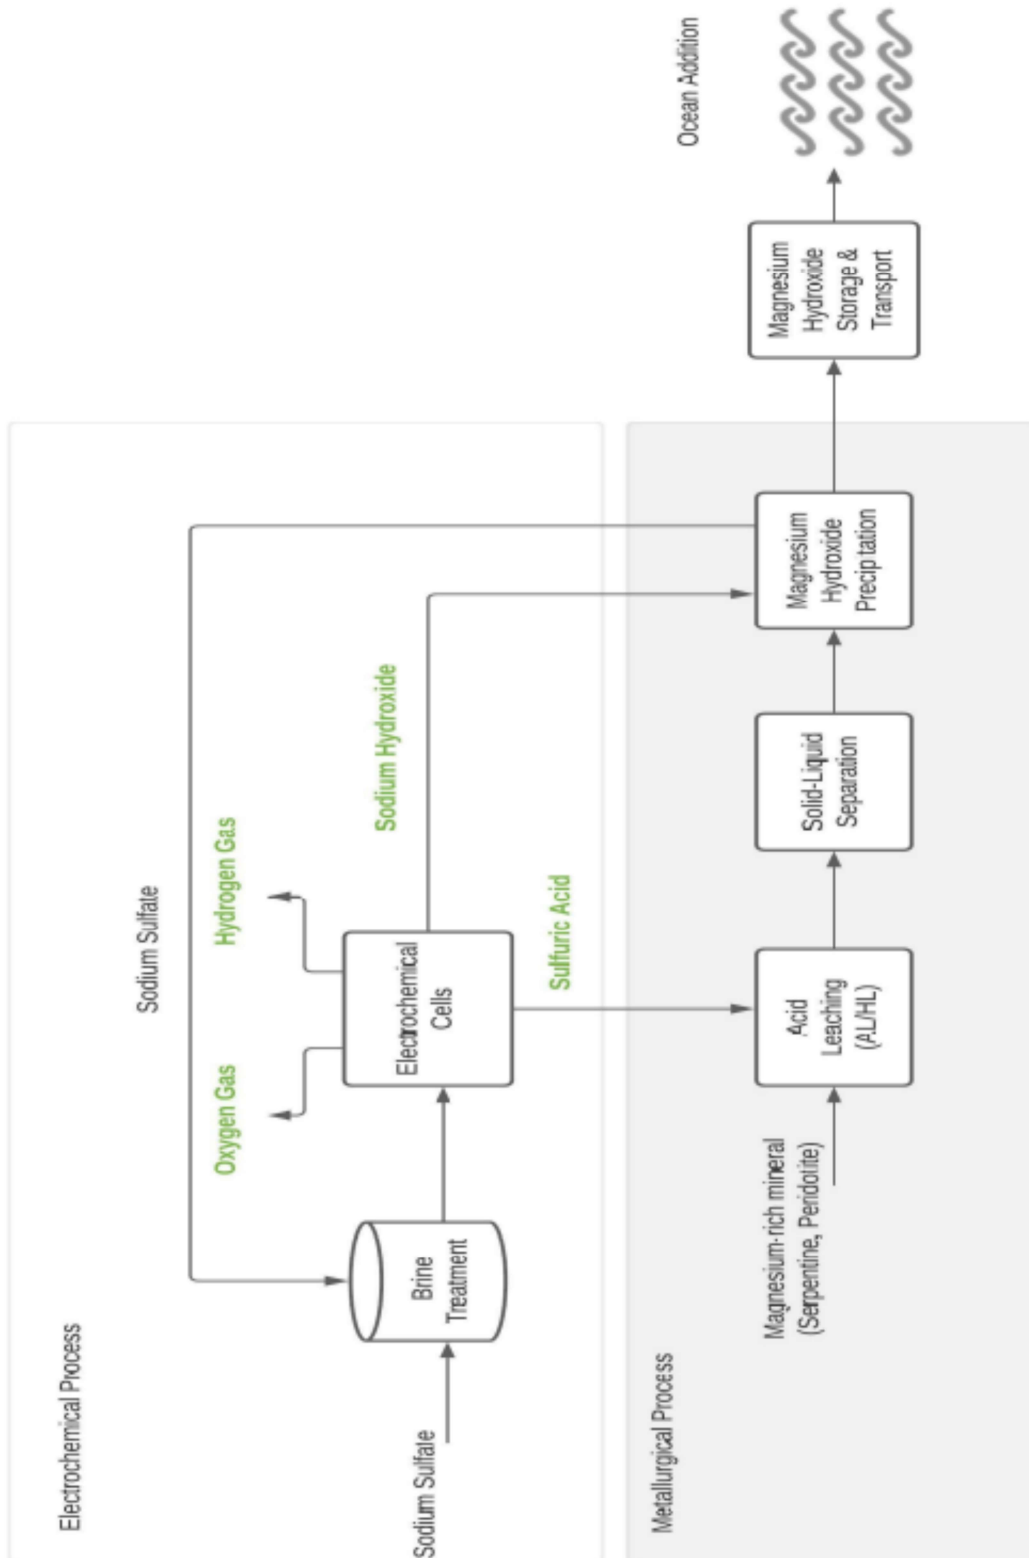 Electrochemical Process
Sodium Sulfate
Oxygen Gas
Hydrogen Gas
Sodium Sulfate
Brine
Treatment
Electrochemical
Cells
Sodium Hydroxide
Sulfuric Acid
Metallurgical Process
Magnesium-rich mineral
(Serpentine, Peridotite)
Acid
Leaching
(AL/HL)
Solid-Liquid
Separation
Magnesium
Hydroxide
Precip tation
Magnesium
Hydroxide
Storage &
Transport
Ocean Addition